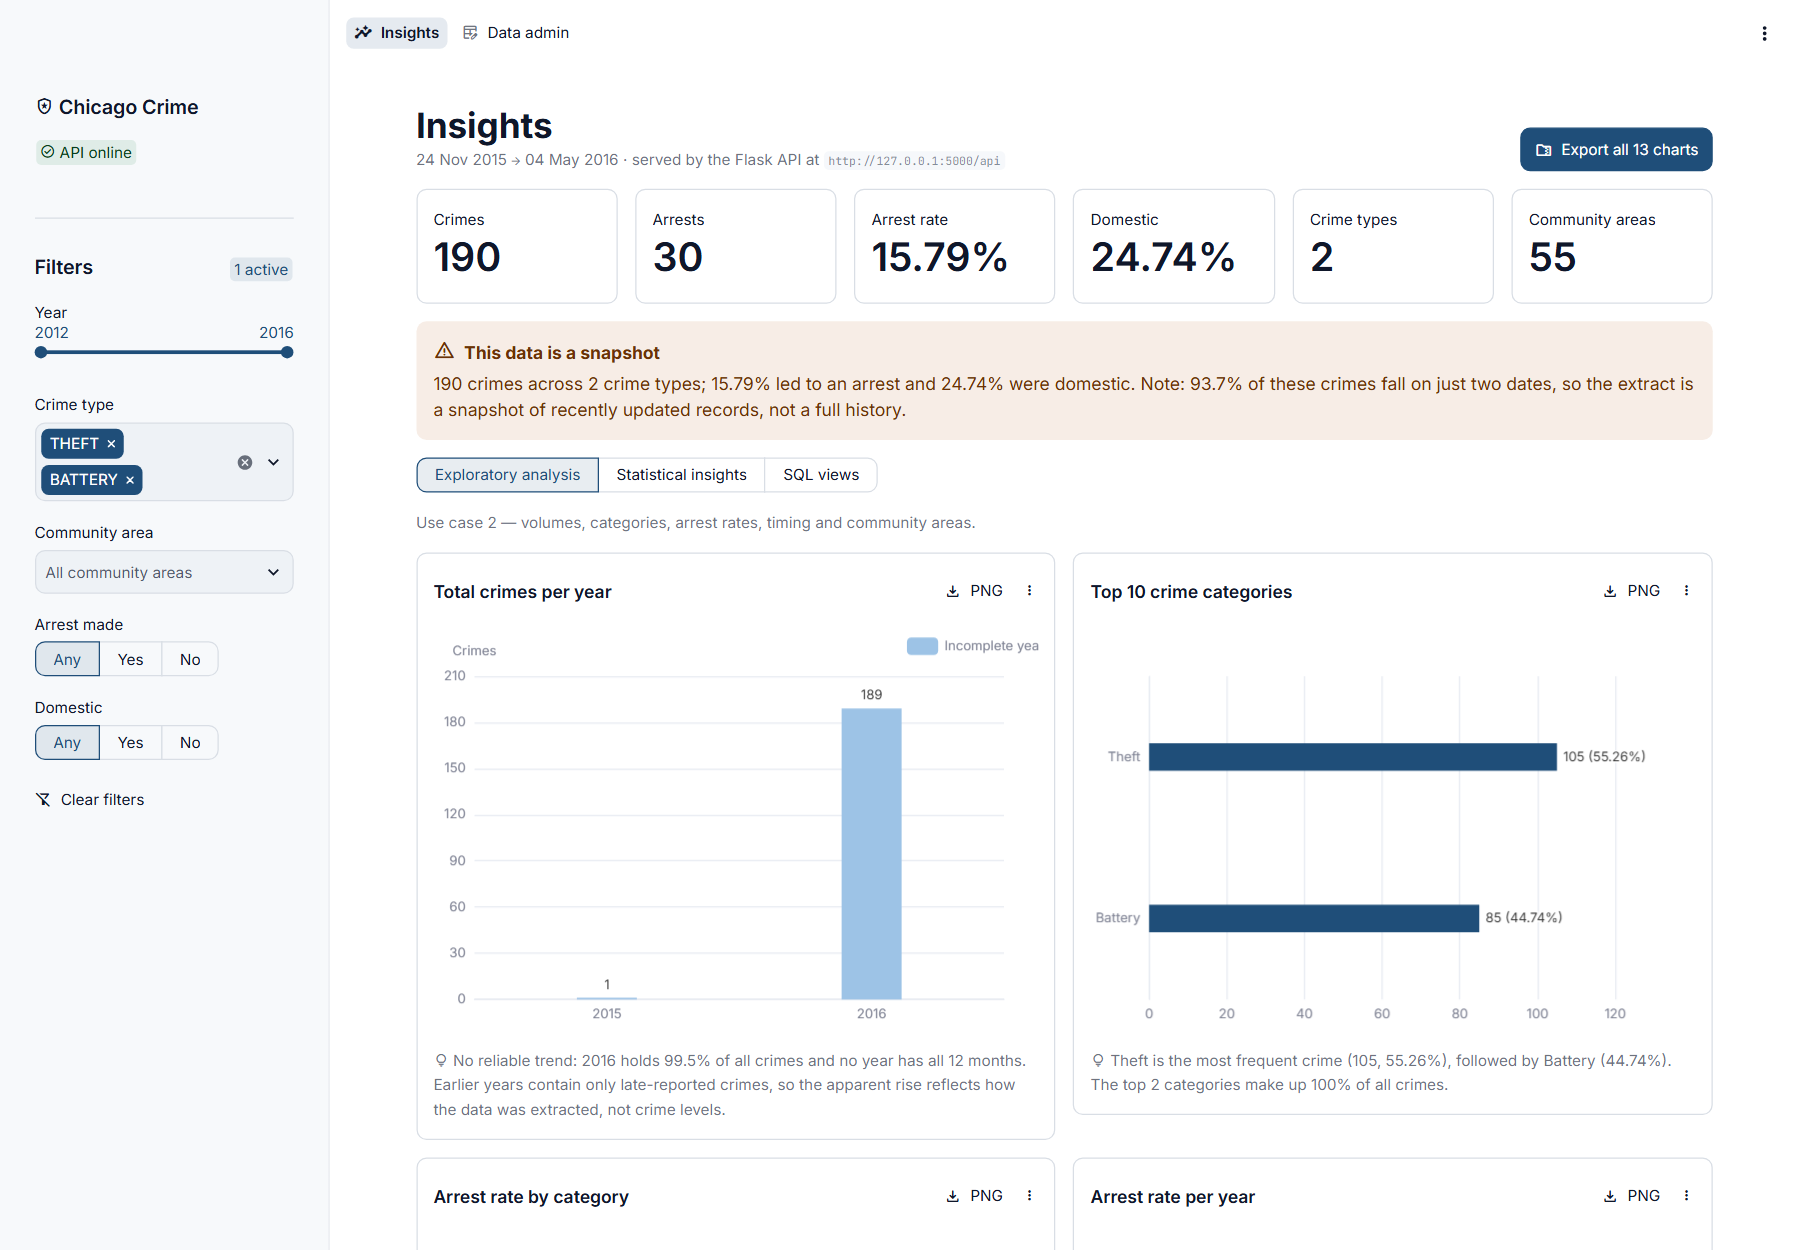 Insights
Data admin
Chicago Crime
API online
Filters
1 active
Year
2012
2016
Crime type
THEFT ×
BATTERY ×
Community area
All community areas
Arrest made
Any
Yes
No
Domestic
Any
Yes
No
Clear filters
Insights
24 Nov 2015 → 04 May 2016 · served by the Flask API at http://127.0.0.1:5000/api
Export all 13 charts
Crimes
190
Arrests
30
Arrest rate
15.79%
Domestic
24.74%
Crime types
2
Community areas
55
This data is a snapshot
190 crimes across 2 crime types; 15.79% led to an arrest and 24.74% were domestic. Note: 93.7% of these crimes fall on just two dates, so the extract is
a snapshot of recently updated records, not a full history.
Exploratory analysis
Statistical insights
SQL views
Use case 2 — volumes, categories, arrest rates, timing and community areas.
Total crimes per year
PNG
Crimes
Incomplete yea
210
180
150
120
90
60
30
0
1
189
2015
2016
No reliable trend: 2016 holds 99.5% of all crimes and no year has all 12 months.
Earlier years contain only late-reported crimes, so the apparent rise reflects how
the data was extracted, not crime levels.
Top 10 crime categories
PNG
Theft
105 (55.26%)
Battery
85 (44.74%)
0
20
40
60
80
100
120
Theft is the most frequent crime (105, 55.26%), followed by Battery (44.74%).
The top 2 categories make up 100% of all crimes.
Arrest rate by category
PNG
Arrest rate per year
PNG